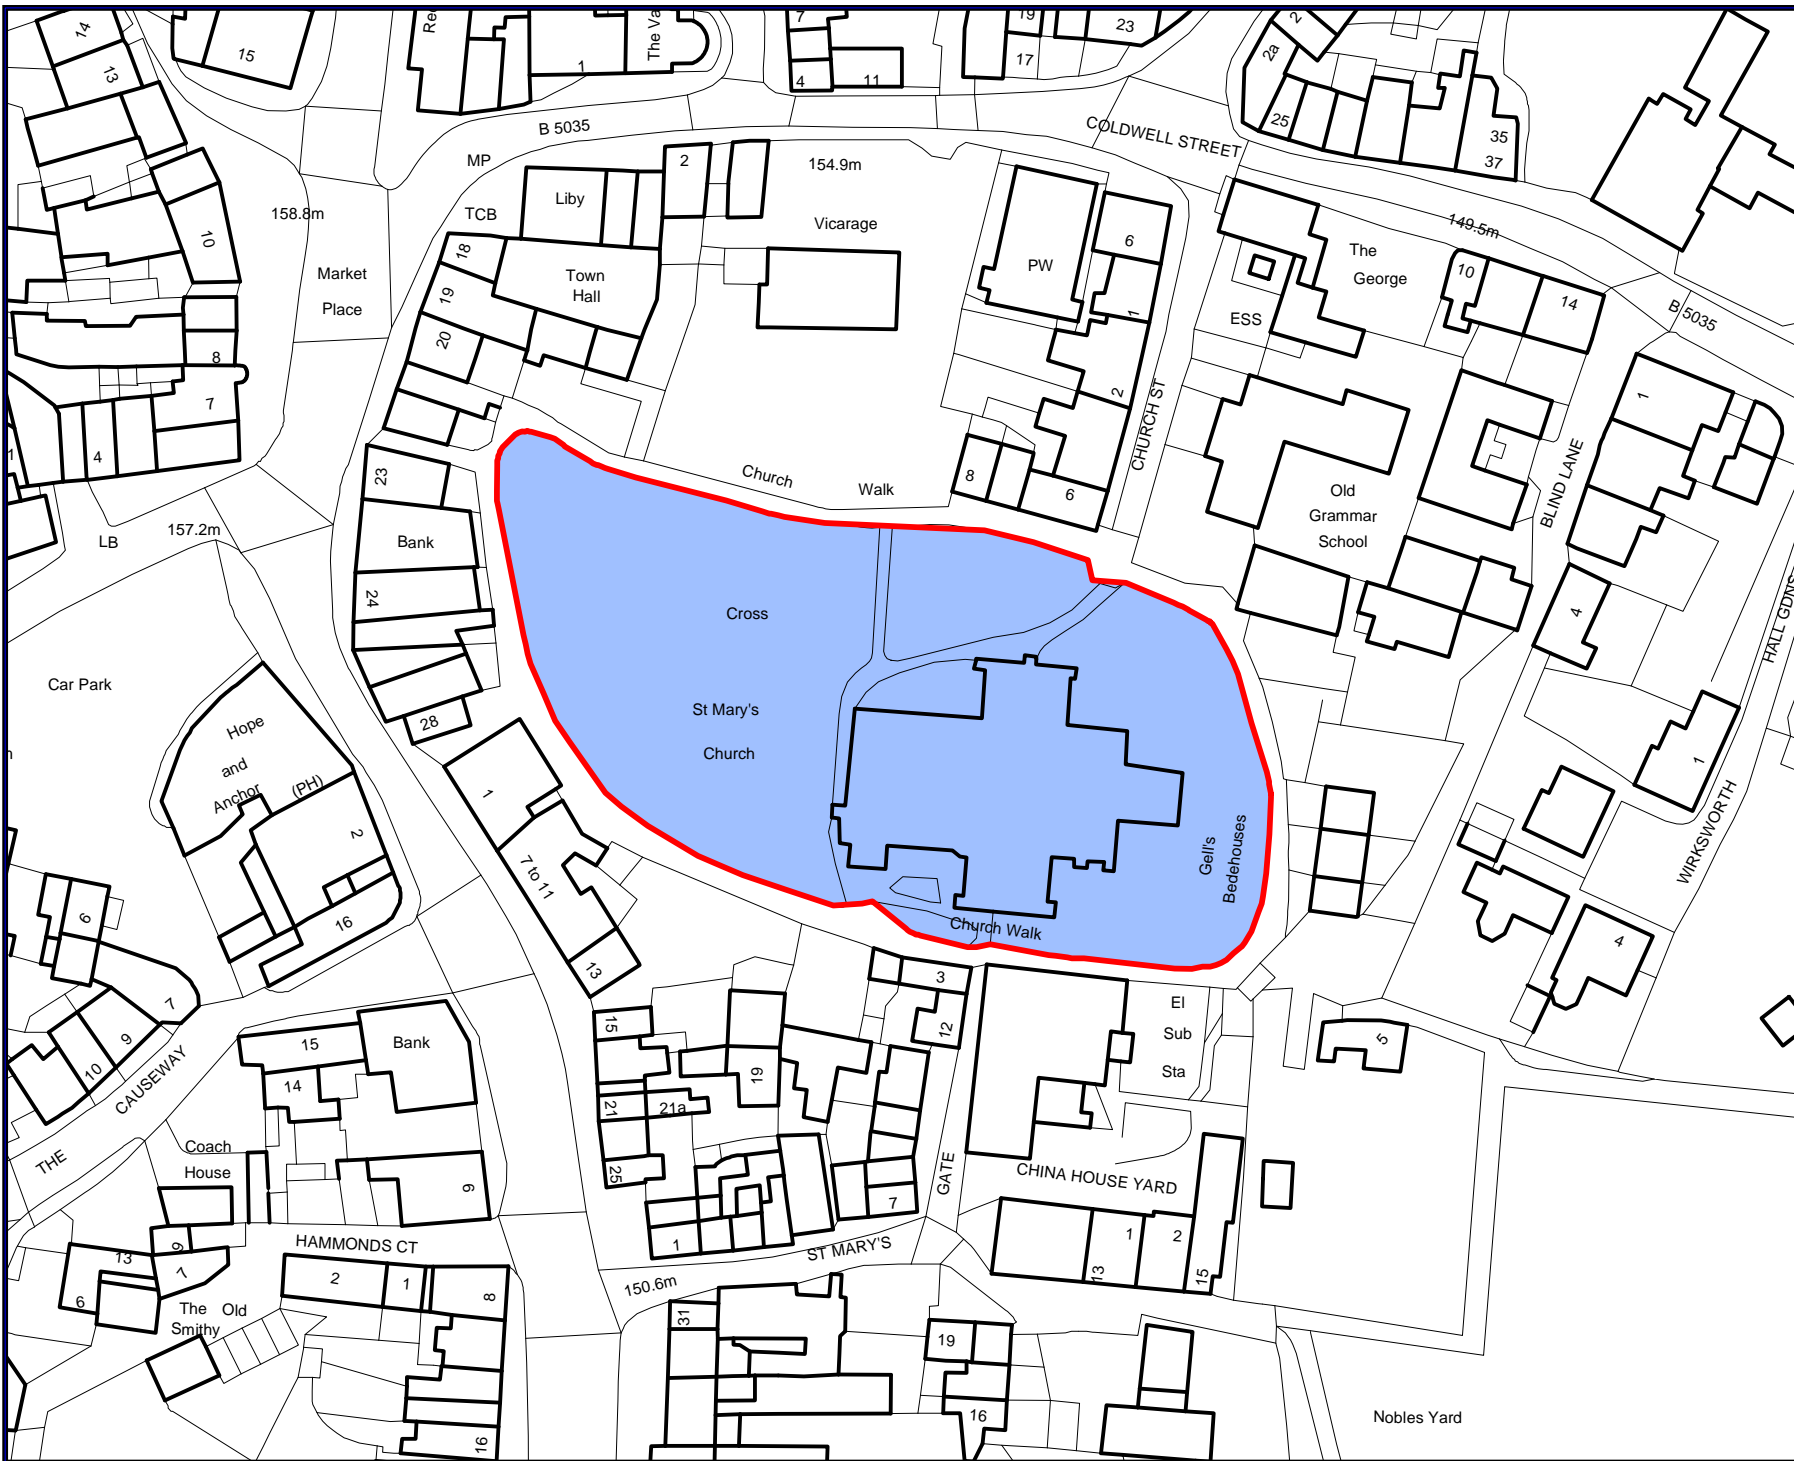 14
13
15
Rec
1
The Va
7
4
11
19
17
23
2
2a
25
35
37
B 5035
COLDWELL STREET
MP
2
154.9m
Liby
TCB
Vicarage
158.8m
10
18
Town
Hall
19
20
Market
Place
PW
6
1
2
149.5m
The
George
10
14
ESS
B 5035
8
7
4
1
CHURCH ST
8
6
Church
Walk
23
Bank
24
28
157.2m
LB
Old
Grammar
School
BLIND LANE
1
4
HALL GDNS
1
WIRKSWORTH
4
Cross
St Mary's
Church
Car Park
Hope
and
Anchor
(PH)
2
16
1
7 to 11
13
Gell's
Bedehouses
Church Walk
6
7
9
10
THE
CAUSEWAY
15
14
Bank
Coach
House
9
HAMMONDS CT
13
9
7
6
The
Old
Smithy
2
1
8
16
15
21
21a
19
25
1
3
12
7
GATE
ST MARY'S
150.6m
31
El
Sub
Sta
5
CHINA HOUSE YARD
1
2
13
15
19
16
Nobles Yard